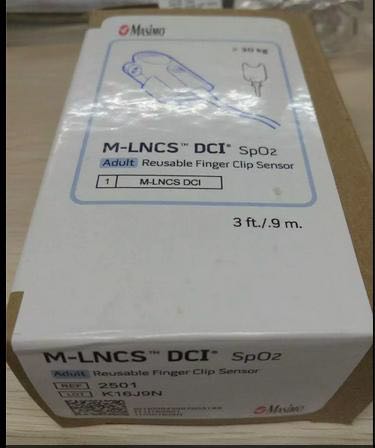 Masimo
> 30 kg
M-LNCS™ DCI® SpO2
Adult Reusable Finger Clip Sensor
1 M-LNCS DCI
3 ft./.9 m.
M-LNCS™ DCI® SpO2
Adult Reusable Finger Clip Sensor
REF 2501
LOT K16J9N
Masimo